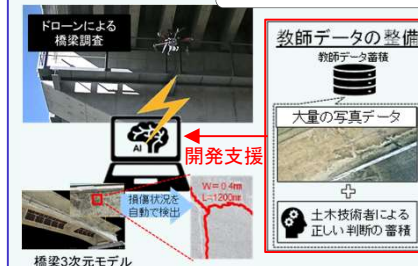 ドローンによる
橋梁調査
AI
開発支援
損傷状況を
自動で検出
W=0.4㎜
L=1200㎜
橋梁3次元モデル
教師データの整備
教師データ蓄積
大量の写真データ
土木技術者による
正しい判断の蓄積